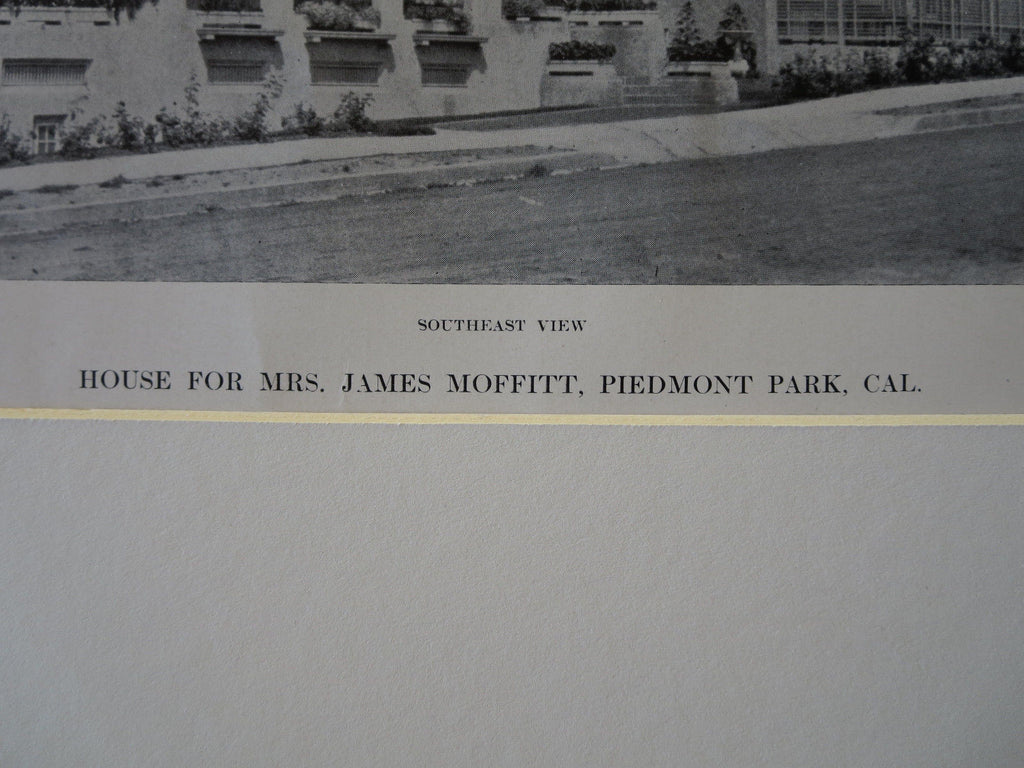 SOUTHEAST VIEW
HOUSE FOR MRS. JAMES MOFFITT, PIEDMONT PARK, CAL.